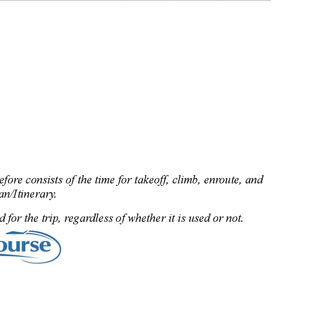 efore consists of the time for takeoff, climb, enroute, and
an/Itinerary.
d for the trip, regardless of whether it is used or not.
ourse